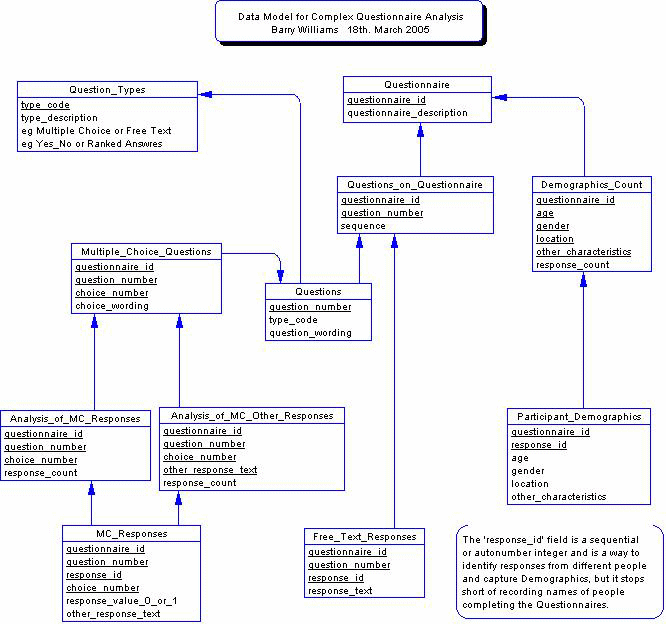 Data Model for Complex Questionnaire Analysis
Barry Williams 18th. March 2005
Question_Types
type_code
type_description
eg Multiple Choice or Free Text
eg Yes_No or Ranked Answres
Questionnaire
questionnaire_id
questionnaire_description
Questions_on_Questionnaire
questionnaire_id
question_number
sequence
Demographics_Count
questionnaire_id
age
gender
location
other_characteristics
response_count
Multiple_Choice_Questions
questionnaire_id
question_number
choice_number
choice_wording
Questions
question_number
type_code
question_wording
Analysis_of_MC_Responses
questionnaire_id
question_number
choice_number
response_count
Analysis_of_MC_Other_Responses
questionnaire_id
question_number
choice_number
other_response_text
response_count
Participant_Demographics
questionnaire_id
response_id
age
gender
location
other_characteristics
MC_Responses
questionnaire_id
question_number
response_id
choice_number
response_value_0_or_1
other_response_text
Free_Text_Responses
questionnaire_id
question_number
response_id
response_text
The 'response_id' field is a sequential
or autonumber integer and is a way to
identify responses from different people
and capture Demographics, but it stops
short of recording names of people
completing the Questionnaires.